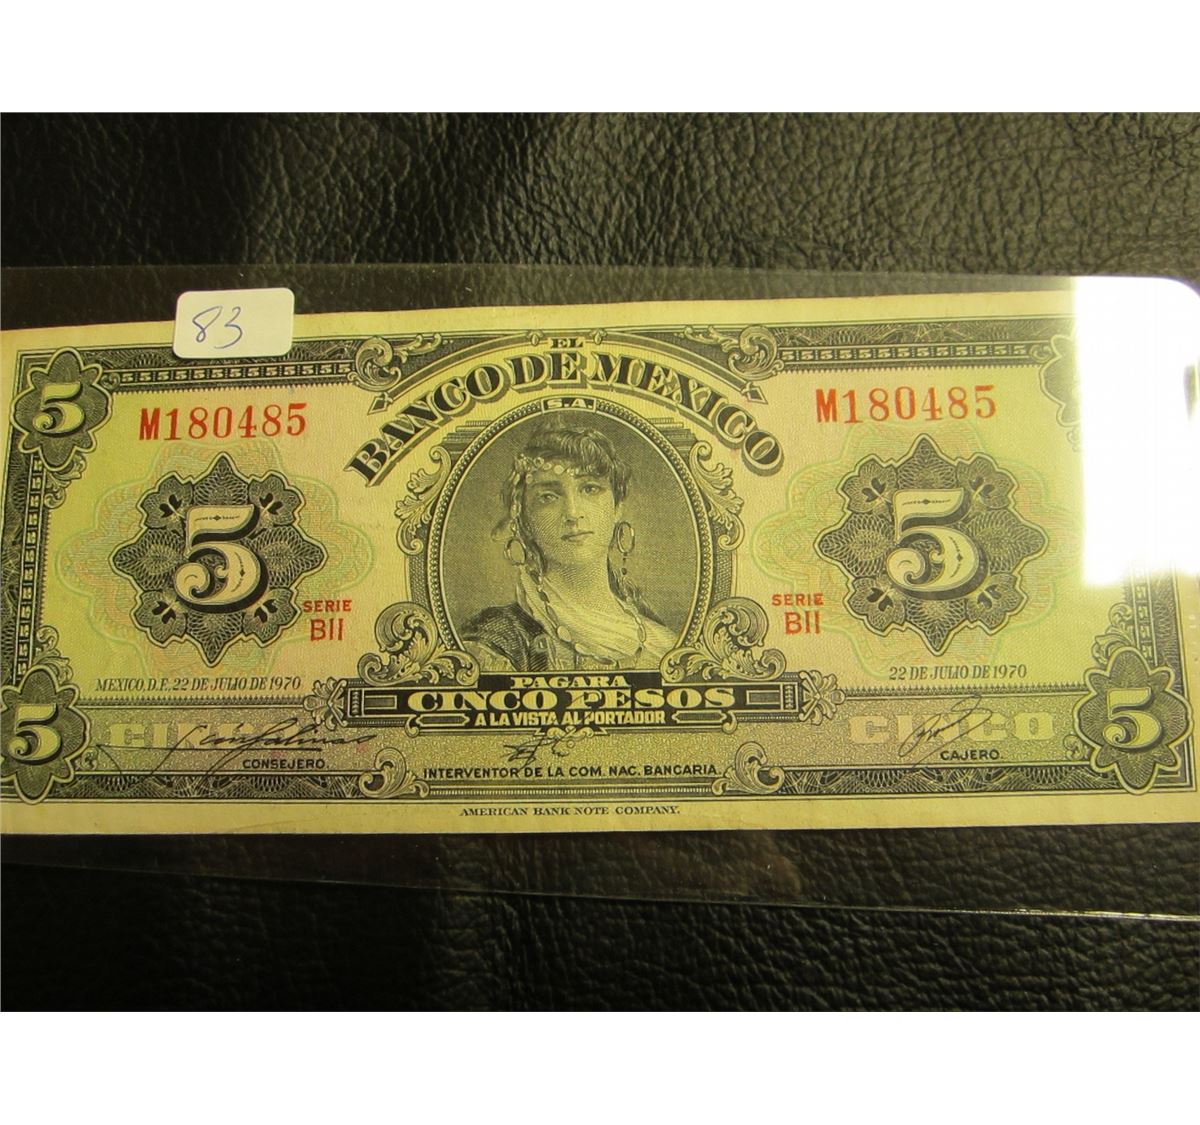 83
EL
BANCO DE MEXICO
S.A.
5
M180485
M180485
5
5
SERIE
BII
SERIE
BII
MEXICO, D.F., 22 DE JULIO DE 1970
22 DE JULIO DE 1970
PAGARA
CINCO PESOS
A LA VISTA AL PORTADOR
5
CINCO
CINCO
5
CONSEJERO.
INTERVENTOR DE LA COM. NAC. BANCARIA
CAJERO.
AMERICAN BANK NOTE COMPANY.